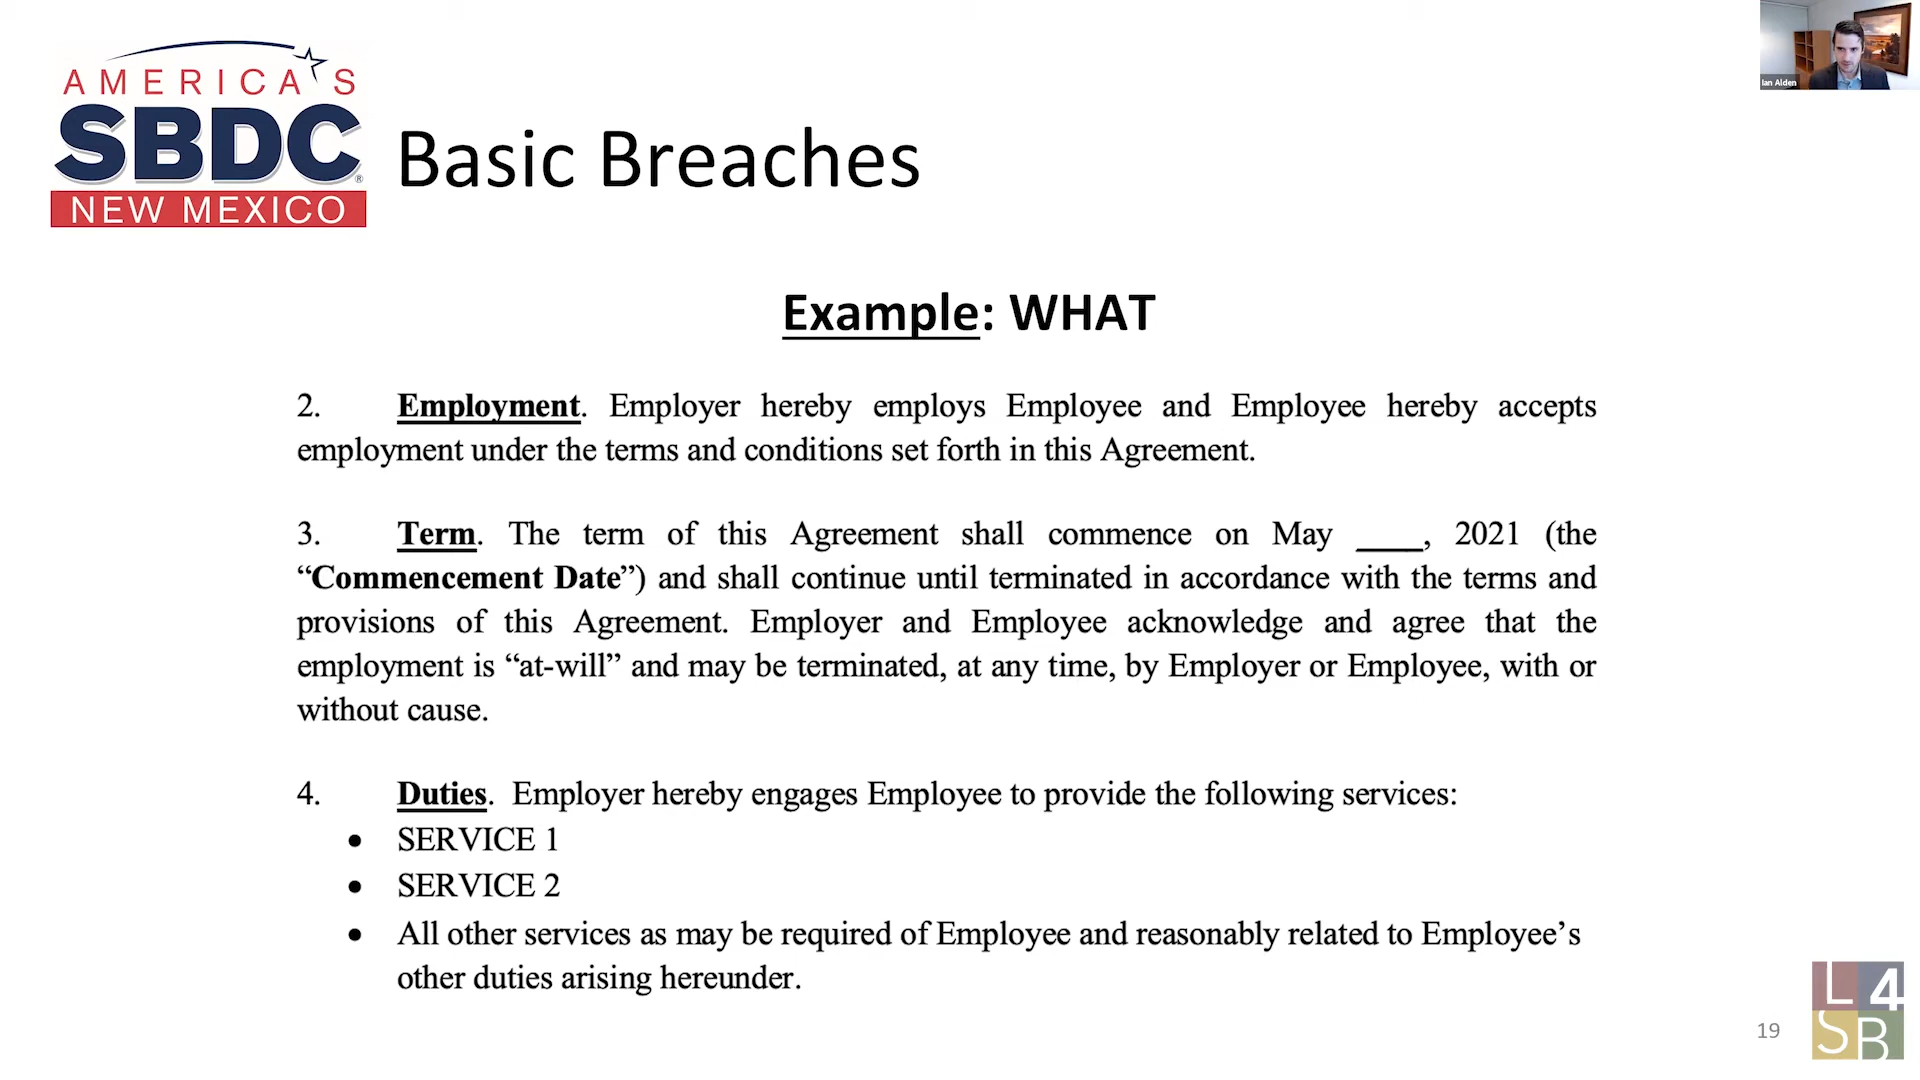 AMERICA'S
SBDC®
NEW MEXICO
Basic Breaches
Ian Alden
Example: WHAT
2. Employment. Employer hereby employs Employee and Employee hereby accepts
employment under the terms and conditions set forth in this Agreement.
3. Term. The term of this Agreement shall commence on May ____, 2021 (the
“Commencement Date”) and shall continue until terminated in accordance with the terms and
provisions of this Agreement. Employer and Employee acknowledge and agree that the
employment is “at-will” and may be terminated, at any time, by Employer or Employee, with or
without cause.
4. Duties. Employer hereby engages Employee to provide the following services:
• SERVICE 1
• SERVICE 2
• All other services as may be required of Employee and reasonably related to Employee’s
other duties arising hereunder.
19
L4
SB